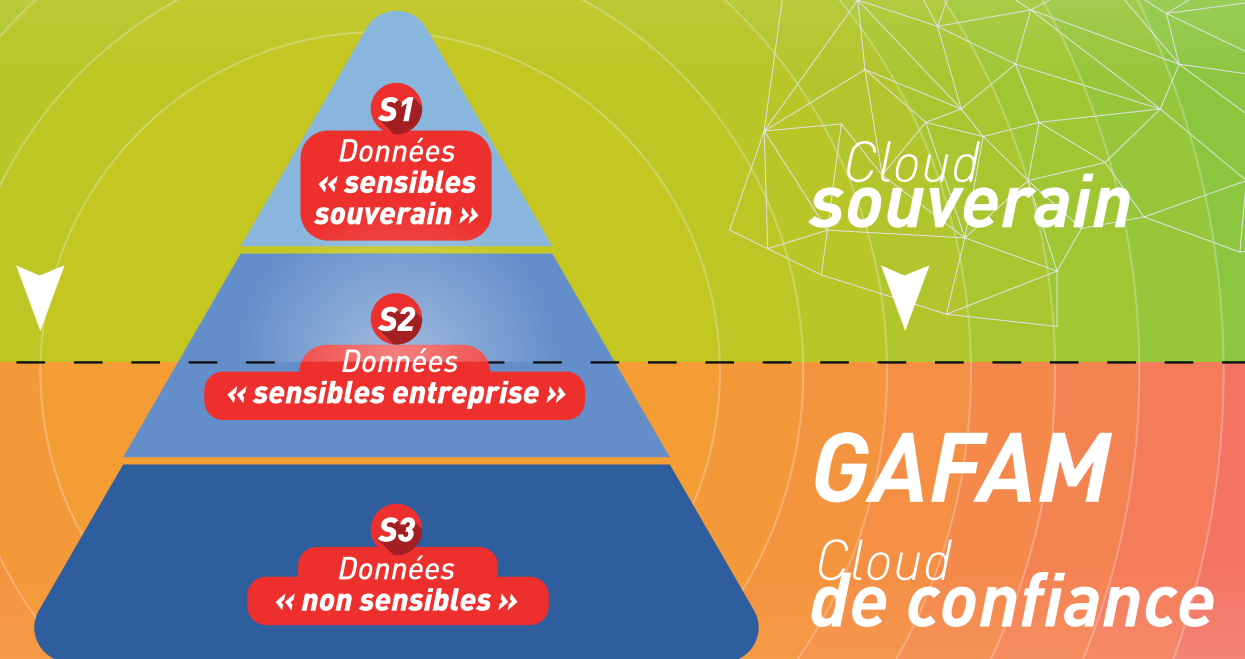 S1
Données
« sensibles
souverain »
Cloud
souverain
S2
Données
« sensibles entreprise »
GAFAM
S3
Données
« non sensibles »
Cloud
de confiance